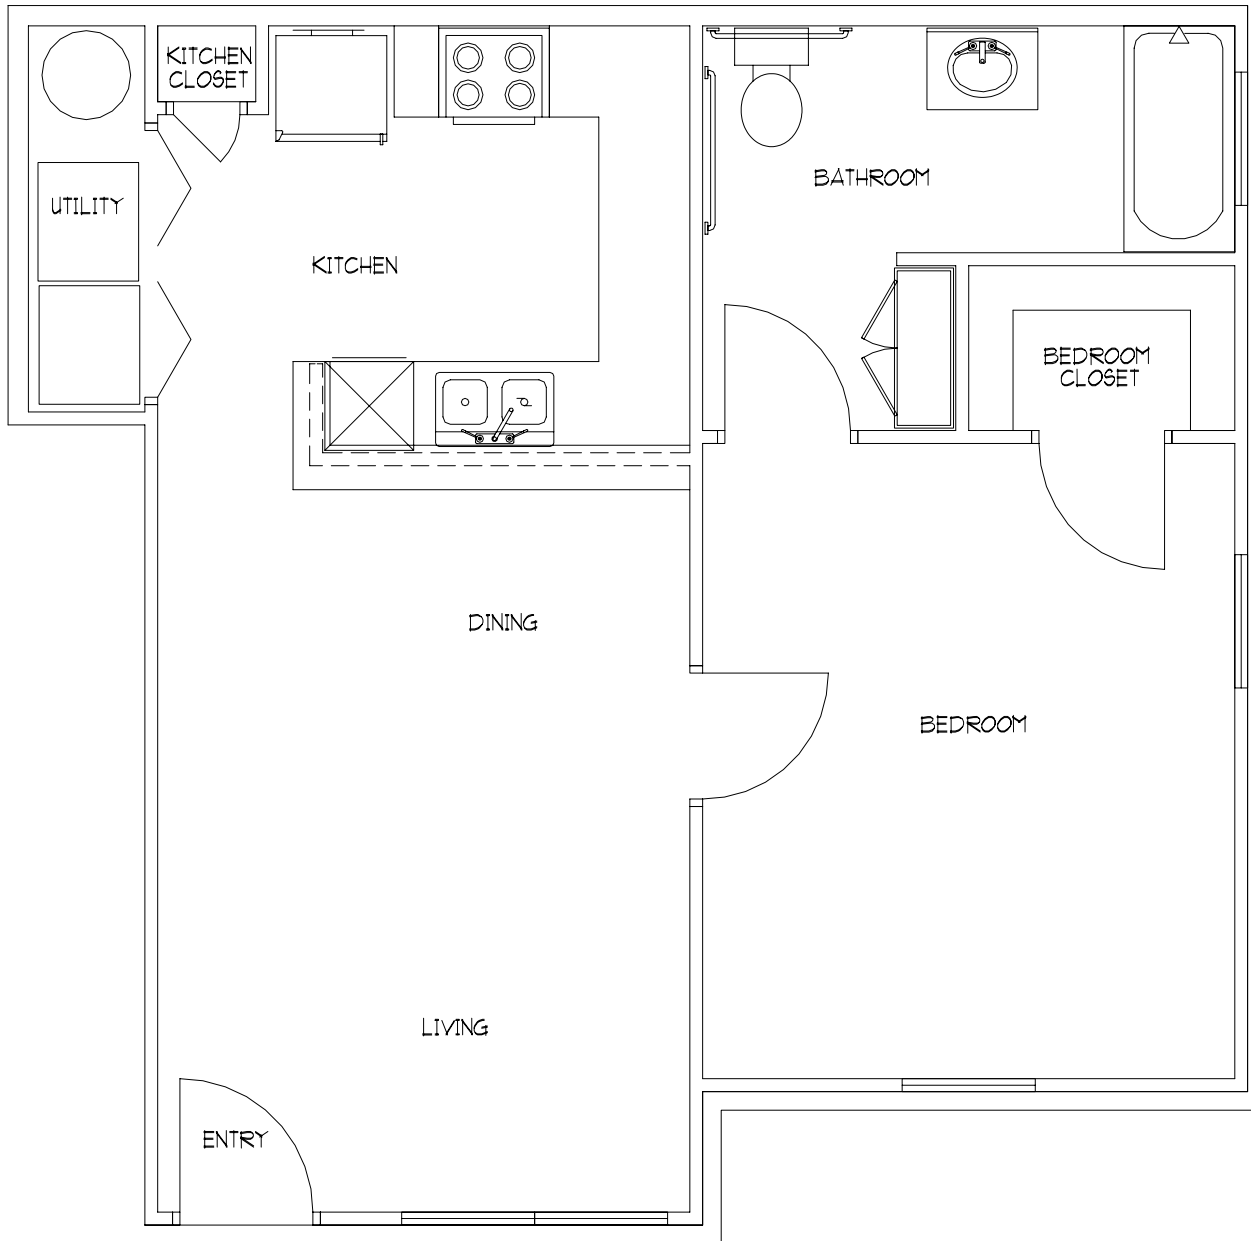 KITCHEN
CLOSET
UTILITY
BATHROOM
KITCHEN
BEDROOM
CLOSET
DINING
BEDROOM
LIVING
ENTRY